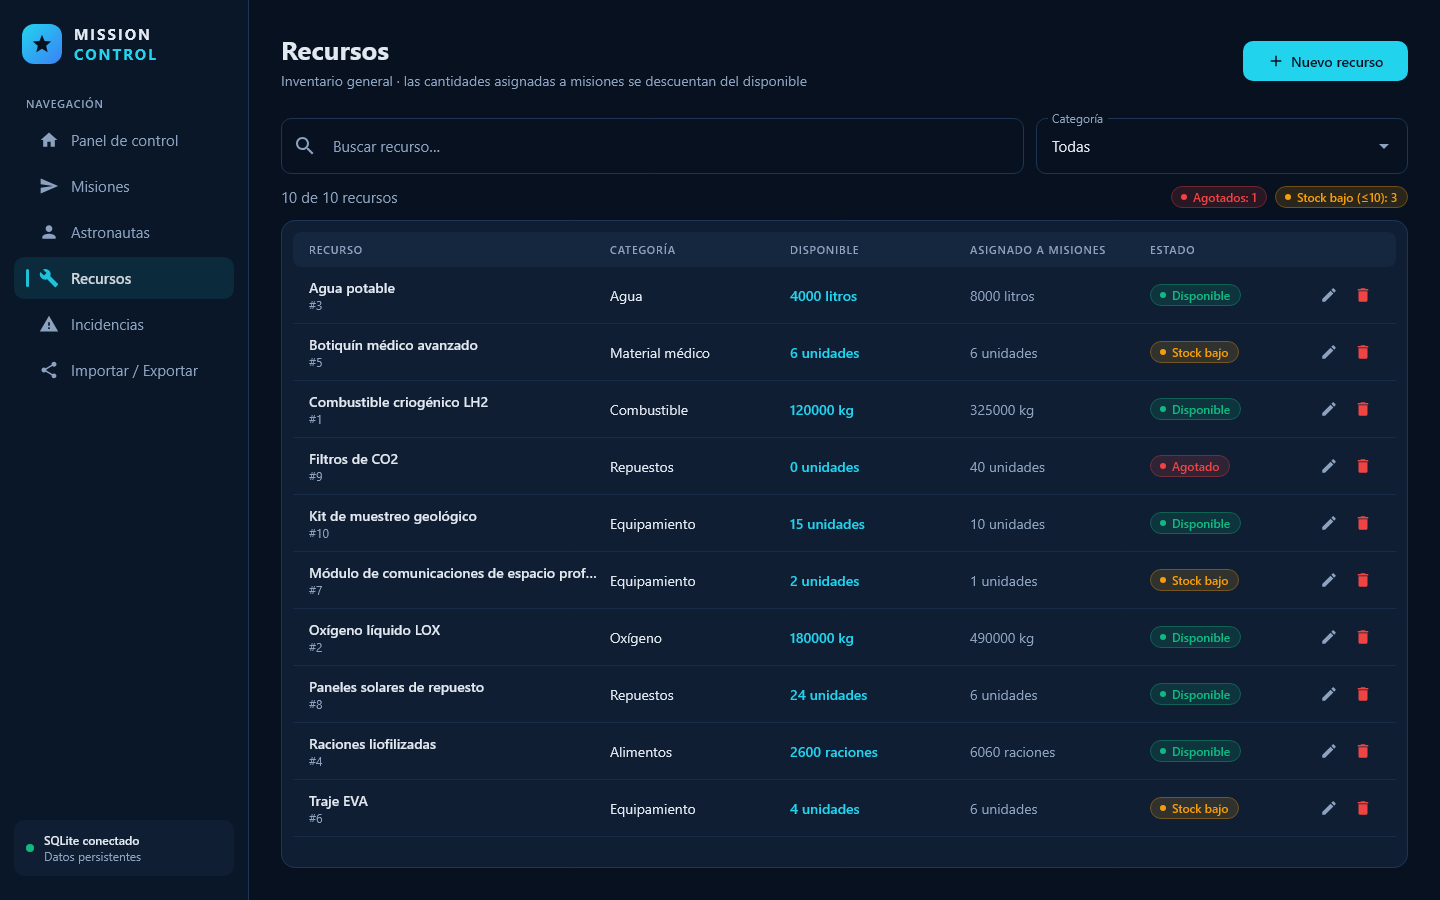 MISSION
CONTROL
NAVEGACIÓN
Panel de control
Misiones
Astronautas
Recursos
Incidencias
Importar / Exportar
SQLite conectado
Datos persistentes
Recursos
Inventario general · las cantidades asignadas a misiones se descuentan del disponible
Nuevo recurso
Buscar recurso...
Categoría
Todas
10 de 10 recursos
Agotados: 1
Stock bajo (≤10): 3
RECURSO CATEGORÍA DISPONIBLE ASIGNADO A MISIONES ESTADO
Agua potable
#3
Agua 4000 litros 8000 litros Disponible
Botiquín médico avanzado
#5
Material médico 6 unidades 6 unidades Stock bajo
Combustible criogénico LH2
#1
Combustible 120000 kg 325000 kg Disponible
Filtros de CO2
#9
Repuestos 0 unidades 40 unidades Agotado
Kit de muestreo geológico
#10
Equipamiento 15 unidades 10 unidades Disponible
Módulo de comunicaciones de espacio prof...
#7
Equipamiento 2 unidades 1 unidades Stock bajo
Oxígeno líquido LOX
#2
Oxígeno 180000 kg 490000 kg Disponible
Paneles solares de repuesto
#8
Repuestos 24 unidades 6 unidades Disponible
Raciones liofilizadas
#4
Alimentos 2600 raciones 6060 raciones Disponible
Traje EVA
#6
Equipamiento 4 unidades 6 unidades Stock bajo